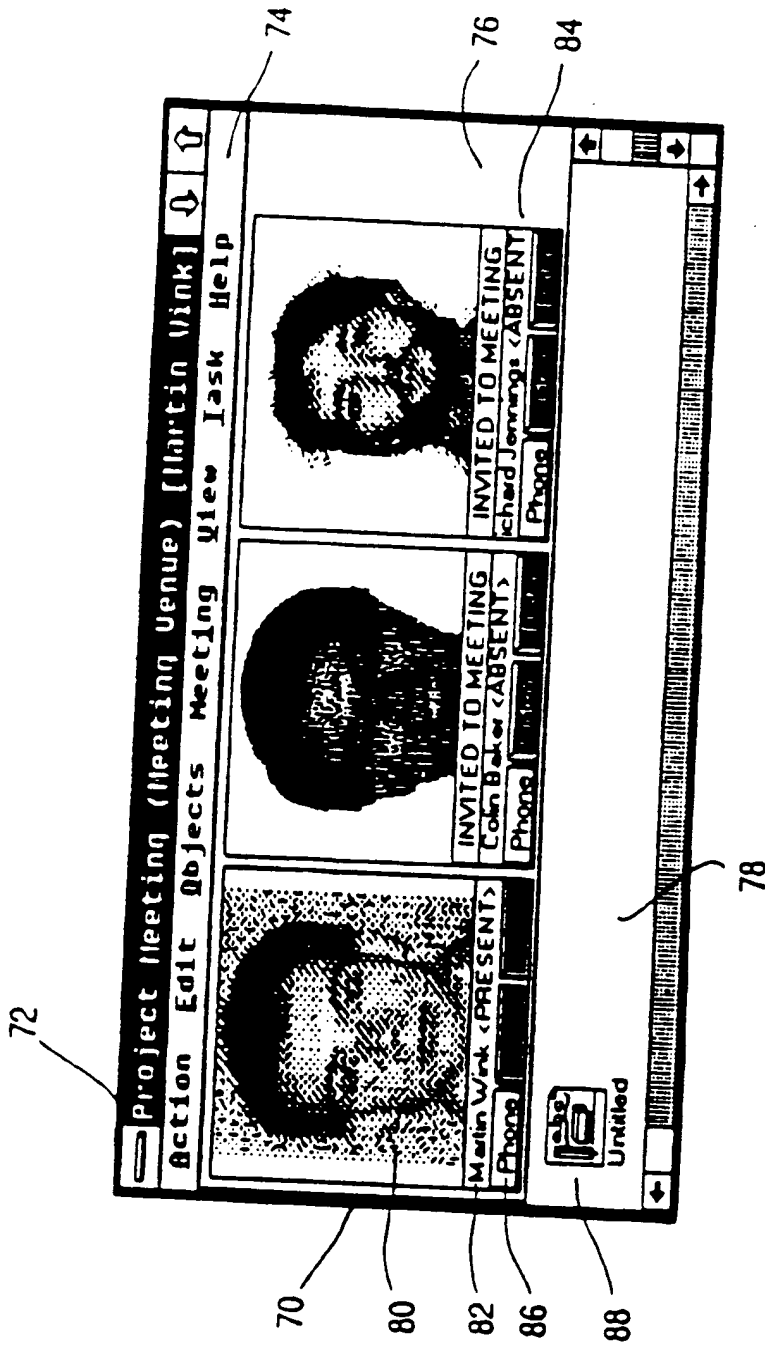 72
Project Meeting (Meeting Venue) [Martin Wink]
Action Edit Objects Meeting View Task Help
74
70
76
80
INVITED TO MEETING
INVITED TO MEETING
82
Martin Wink <PRESENT>
Colin Baker <ABSENT>
ichard Jennings <ABSENT
84
86
Phone
Phone
Phone
88
Untitled
78